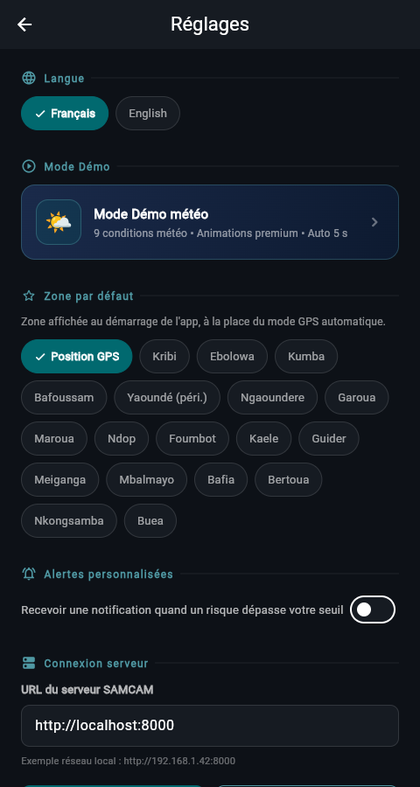 Réglages
Langue
Français English
Mode Démo
Mode Démo météo
9 conditions météo • Animations premium • Auto 5 s
Zone par défaut
Zone affichée au démarrage de l'app, à la place du mode GPS automatique.
Position GPS Kribi Ebolowa Kumba
Bafoussam Yaoundé (péri.) Ngaoundere Garoua
Maroua Ndop Foumbot Kaele Guider
Meiganga Mbalmayo Bafia Bertoua
Nkongsamba Buea
Alertes personnalisées
Recevoir une notification quand un risque dépasse votre seuil
Connexion serveur
URL du serveur SAMCAM
http://localhost:8000
Exemple réseau local : http://192.168.1.42:8000